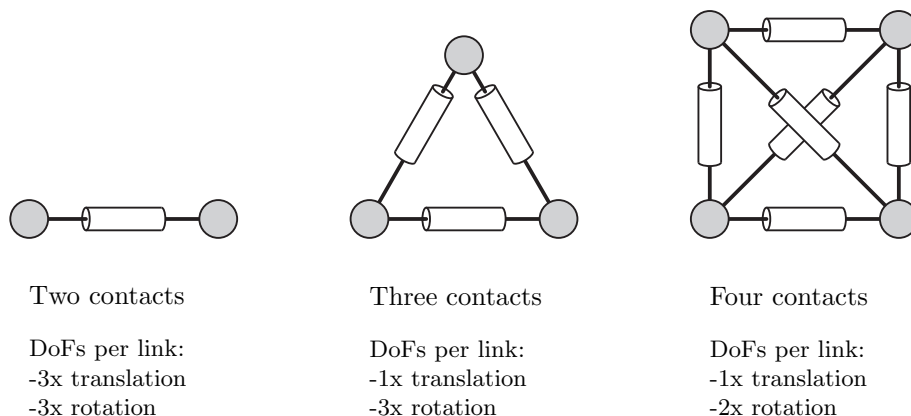 Two contacts
DoFs per link:
-3x translation
-3x rotation
Three contacts
DoFs per link:
-1x translation
-3x rotation
Four contacts
DoFs per link:
-1x translation
-2x rotation